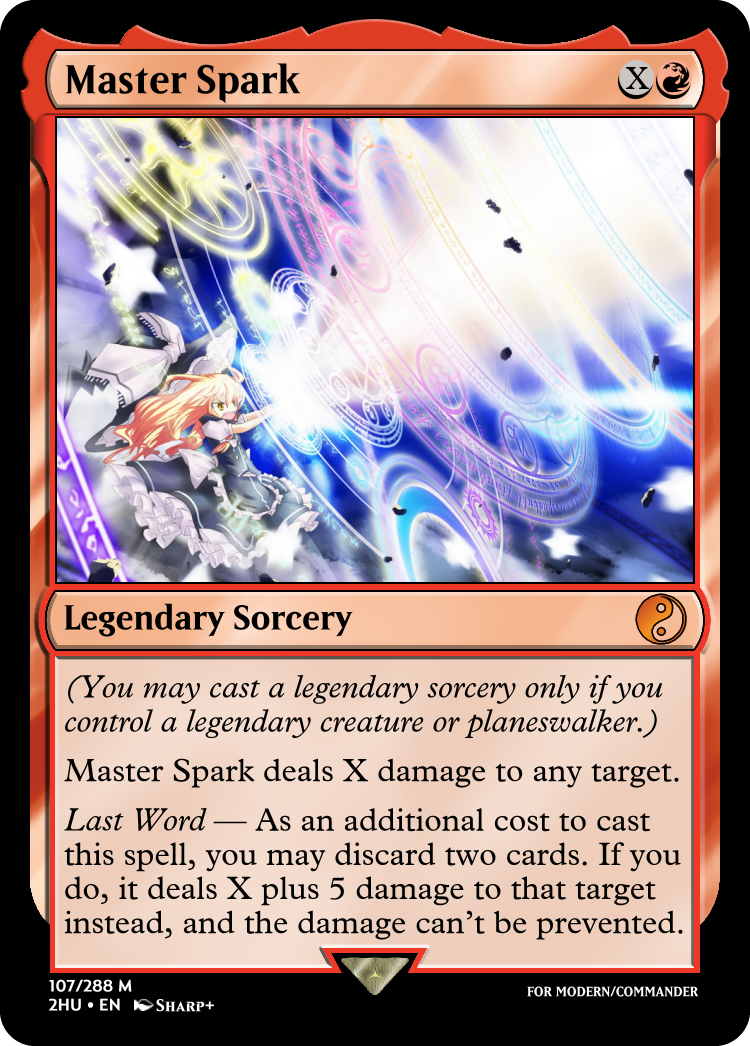 Master Spark X
Legendary Sorcery
(You may cast a legendary sorcery only if you
control a legendary creature or planeswalker.)
Master Spark deals X damage to any target.
Last Word — As an additional cost to cast
this spell, you may discard two cards. If you
do, it deals X plus 5 damage to that target
instead, and the damage can't be prevented.
107/288 M
2HU • EN Sharp+
FOR MODERN/COMMANDER